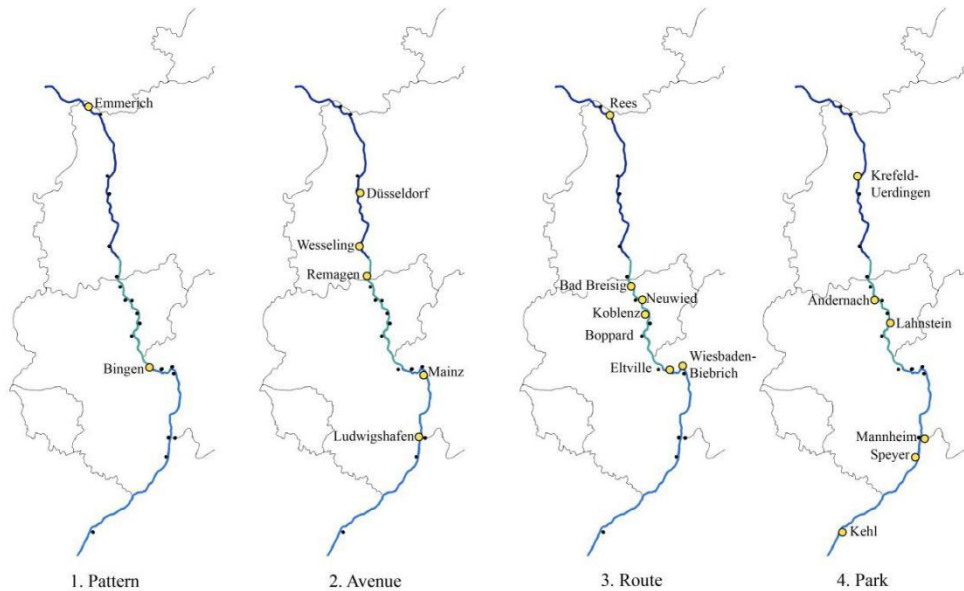 Emmerich
Bingen
1. Pattern
Düsseldorf
Wesseling
Remagen
Mainz
Ludwigshafen
2. Avenue
Rees
Bad Breisig
Neuwied
Koblenz
Boppard
Eltville
Wiesbaden-
Biebrich
3. Route
Krefeld-
Uerdingen
Andernach
Lahnstein
Mannheim
Speyer
Kehl
4. Park